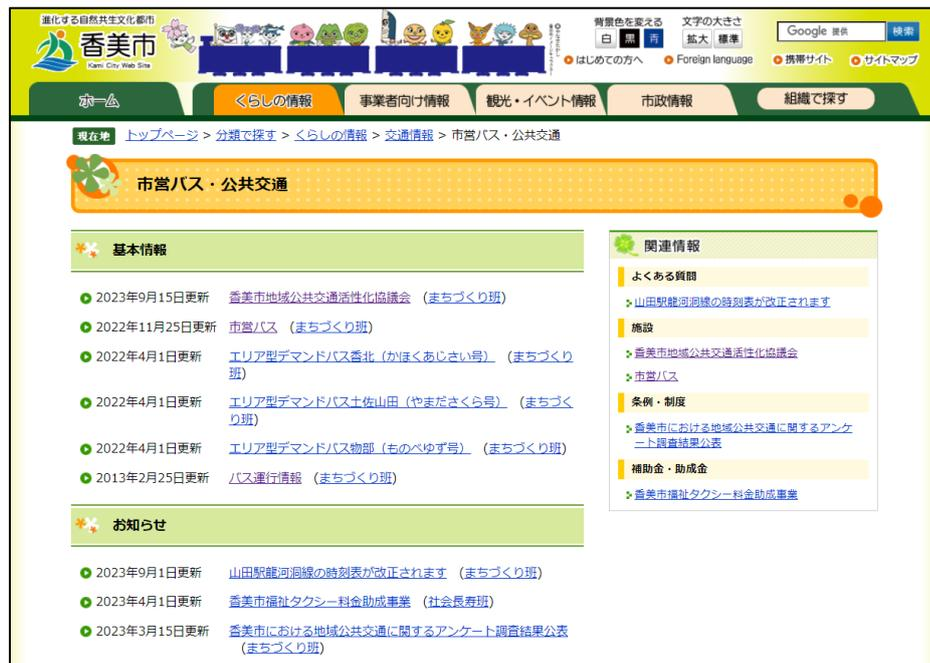 進化する自然共生文化都市
香美市
Kami City Web Site
背景色を変える 文字の大きさ
白 黒 青 拡大 標準
Google 提供 検索
はじめての方へ Foreign language 携帯サイト サイトマップ
ホーム くらしの情報 事業者向け情報 観光・イベント情報 市政情報 組織で探す
現在地 トップページ > 分類で探す > くらしの情報 > 交通情報 > 市営バス・公共交通
市営バス・公共交通
基本情報
2023年9月15日更新 香美市地域公共交通活性化協議会 (まちづくり班)
2022年11月25日更新 市営バス (まちづくり班)
2022年4月1日更新 エリア型デマンドバス香北（かほくあじさい号） (まちづくり
班)
2022年4月1日更新 エリア型デマンドバス土佐山田（やまださくら号） (まちづく
り班)
2022年4月1日更新 エリア型デマンドバス物部（ものべゆず号） (まちづくり班)
2013年2月25日更新 バス運行情報 (まちづくり班)
お知らせ
2023年9月1日更新 山田駅龍河洞線の時刻表が改正されます (まちづくり班)
2023年4月1日更新 香美市福祉タクシー料金助成事業 (社会長寿班)
2023年3月15日更新 香美市における地域公共交通に関するアンケート調査結果公表
(まちづくり班)
関連情報
よくある質問
山田駅龍河洞線の時刻表が改正されます
施設
香美市地域公共交通活性化協議会
市営バス
条例・制度
香美市における地域公共交通に関するアンケ
ート調査結果公表
補助金・助成金
香美市福祉タクシー料金助成事業